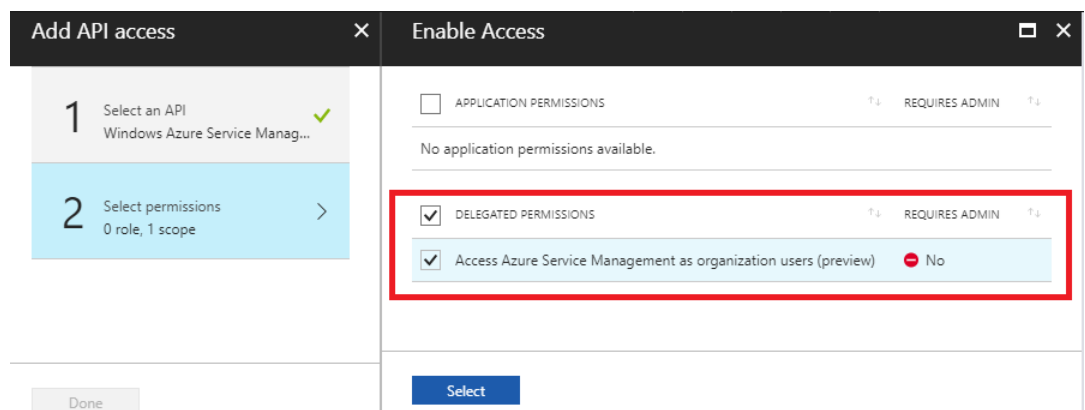 Add API access
1
Select an API
Windows Azure Service Manag...
2
Select permissions
0 role, 1 scope
Done
Enable Access
APPLICATION PERMISSIONS
REQUIRES ADMIN
No application permissions available.
DELEGATED PERMISSIONS
REQUIRES ADMIN
Access Azure Service Management as organization users (preview)
No
Select